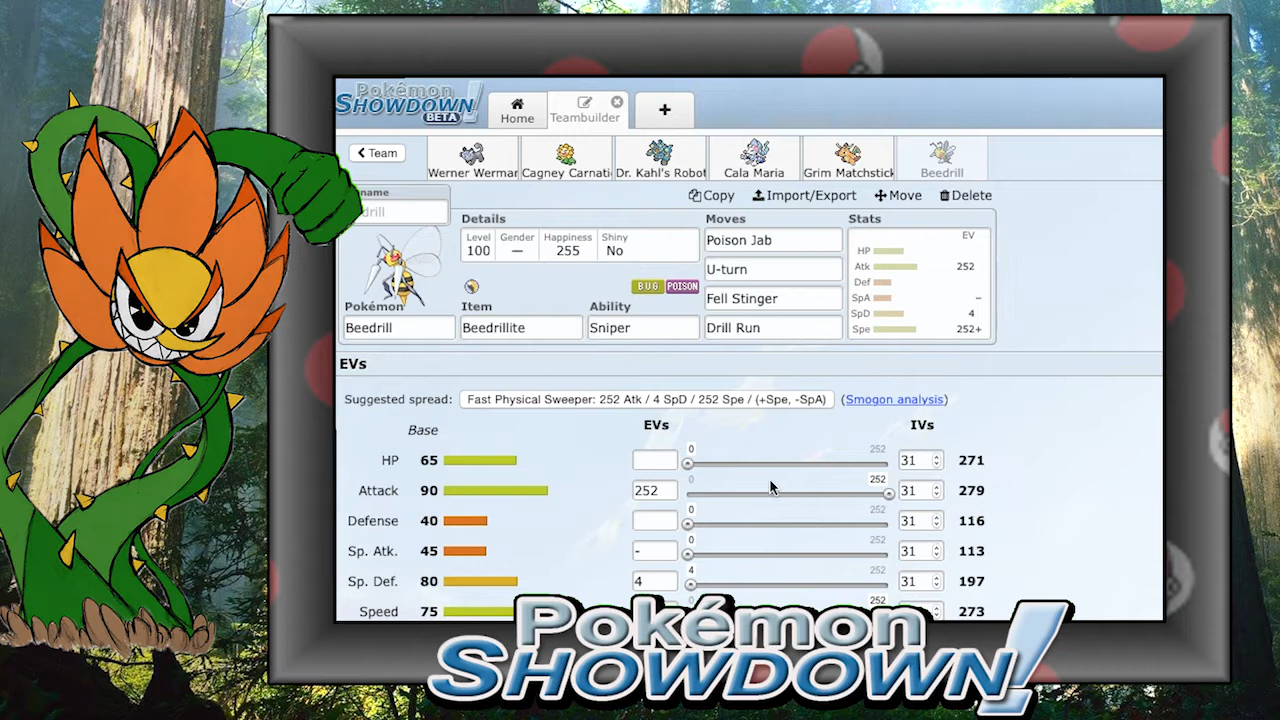 Pokémon
SHOWDOWN!
BETA
Home
Teambuilder
+
Team
Werner Werman
Cagney Carnati
Dr. Kahl's Robot
Cala Maria
Grim Matchstick
Beedrill
Copy
Import/Export
Move
Delete
name
drill
Details
Level
100
Gender
—
Happiness
255
Shiny
No
BUG
POISON
Pokémon
Beedrill
Item
Beedrillite
Ability
Sniper
Moves
Poison Jab
U-turn
Fell Stinger
Drill Run
Stats
EV
HP
Atk 252
Def
SpA –
SpD 4
Spe 252+
EVs
Suggested spread: Fast Physical Sweeper: 252 Atk / 4 SpD / 252 Spe / (+Spe, -SpA) (Smogon analysis)
Base EVs IVs
HP 65 0 252 31 271
Attack 90 252 0 252 31 279
Defense 40 0 252 31 116
Sp. Atk. 45 - 0 252 31 113
Sp. Def. 80 4 4 252 31 197
Speed 75 252 273
Pokémon
SHOWDOWN!